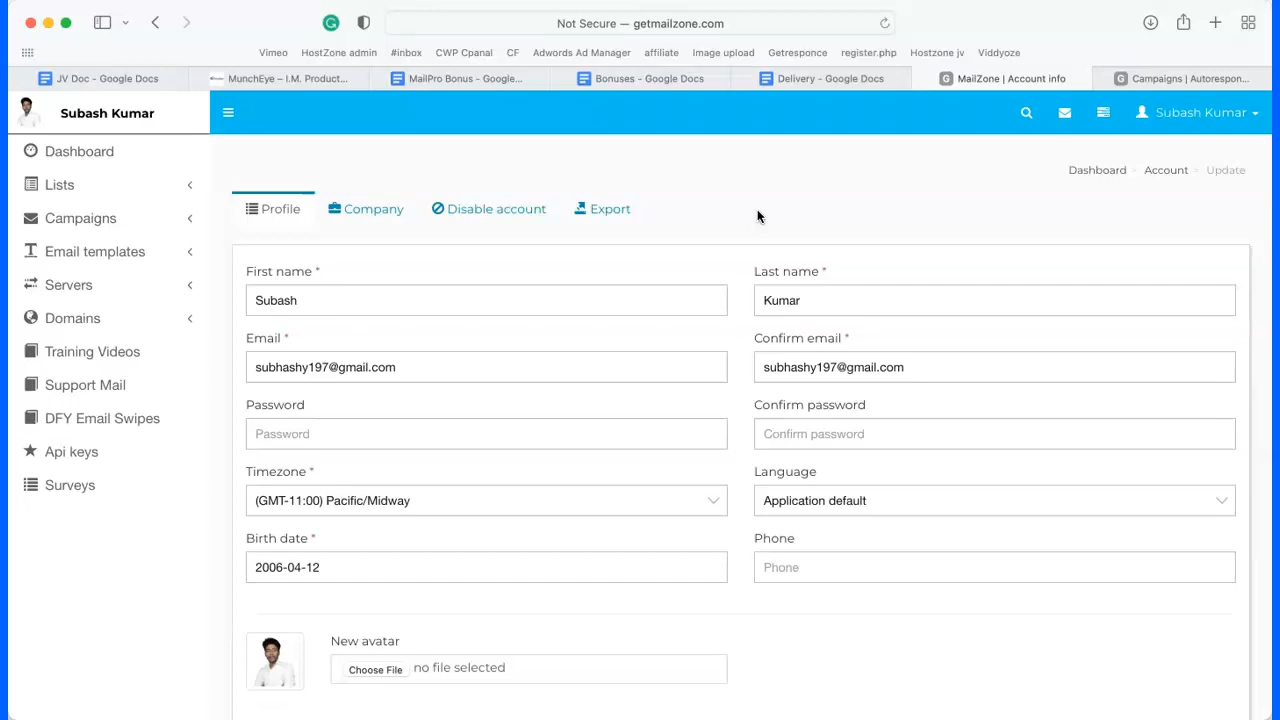 Not Secure — getmailzone.com
Vimeo HostZone admin #inbox CWP Cpanal CF Adwords Ad Manager affiliate Image upload Getresponce register.php Hostzone jv Viddyoze
JV Doc - Google Docs MunchEye – I.M. Product... MailPro Bonus - Google... Bonuses - Google Docs Delivery - Google Docs MailZone | Account info Campaigns | Autorespon...
Subash Kumar
Subash Kumar
Dashboard Account Update
Dashboard
Lists
Campaigns
Email templates
Servers
Domains
Training Videos
Support Mail
DFY Email Swipes
Api keys
Surveys
Profile Company Disable account Export
First name * Last name *
Subash Kumar
Email * Confirm email *
subhashy197@gmail.com subhashy197@gmail.com
Password Confirm password
Password Confirm password
Timezone * Language
(GMT-11:00) Pacific/Midway Application default
Birth date * Phone
2006-04-12 Phone
New avatar
Choose File no file selected